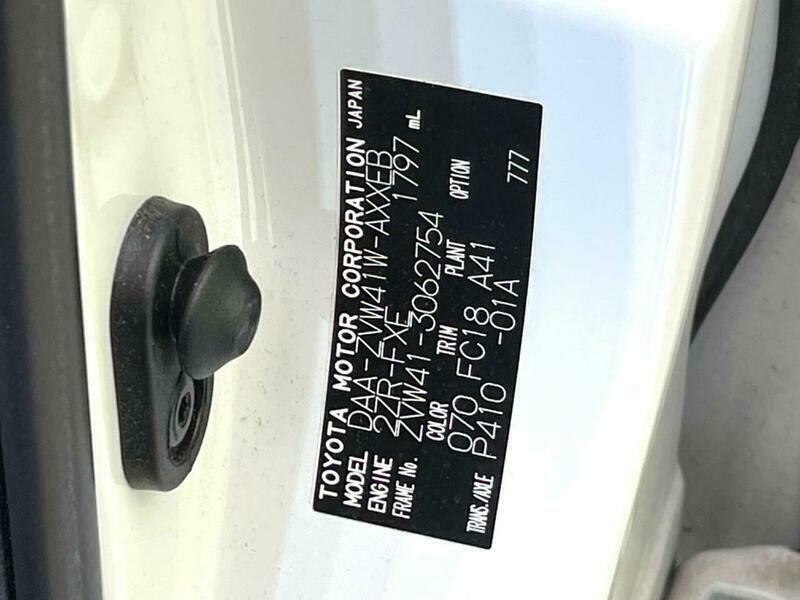 TOYOTA MOTOR CORPORATION JAPAN
MODEL DAA-ZVW41W-AXXEB
ENGINE 2ZR-FXE 1797 mL
FRAME No. ZVW41-3062754
COLOR TRIM PLANT OPTION
070 FC18 A41
TRANS./AXLE P410 -01A 777